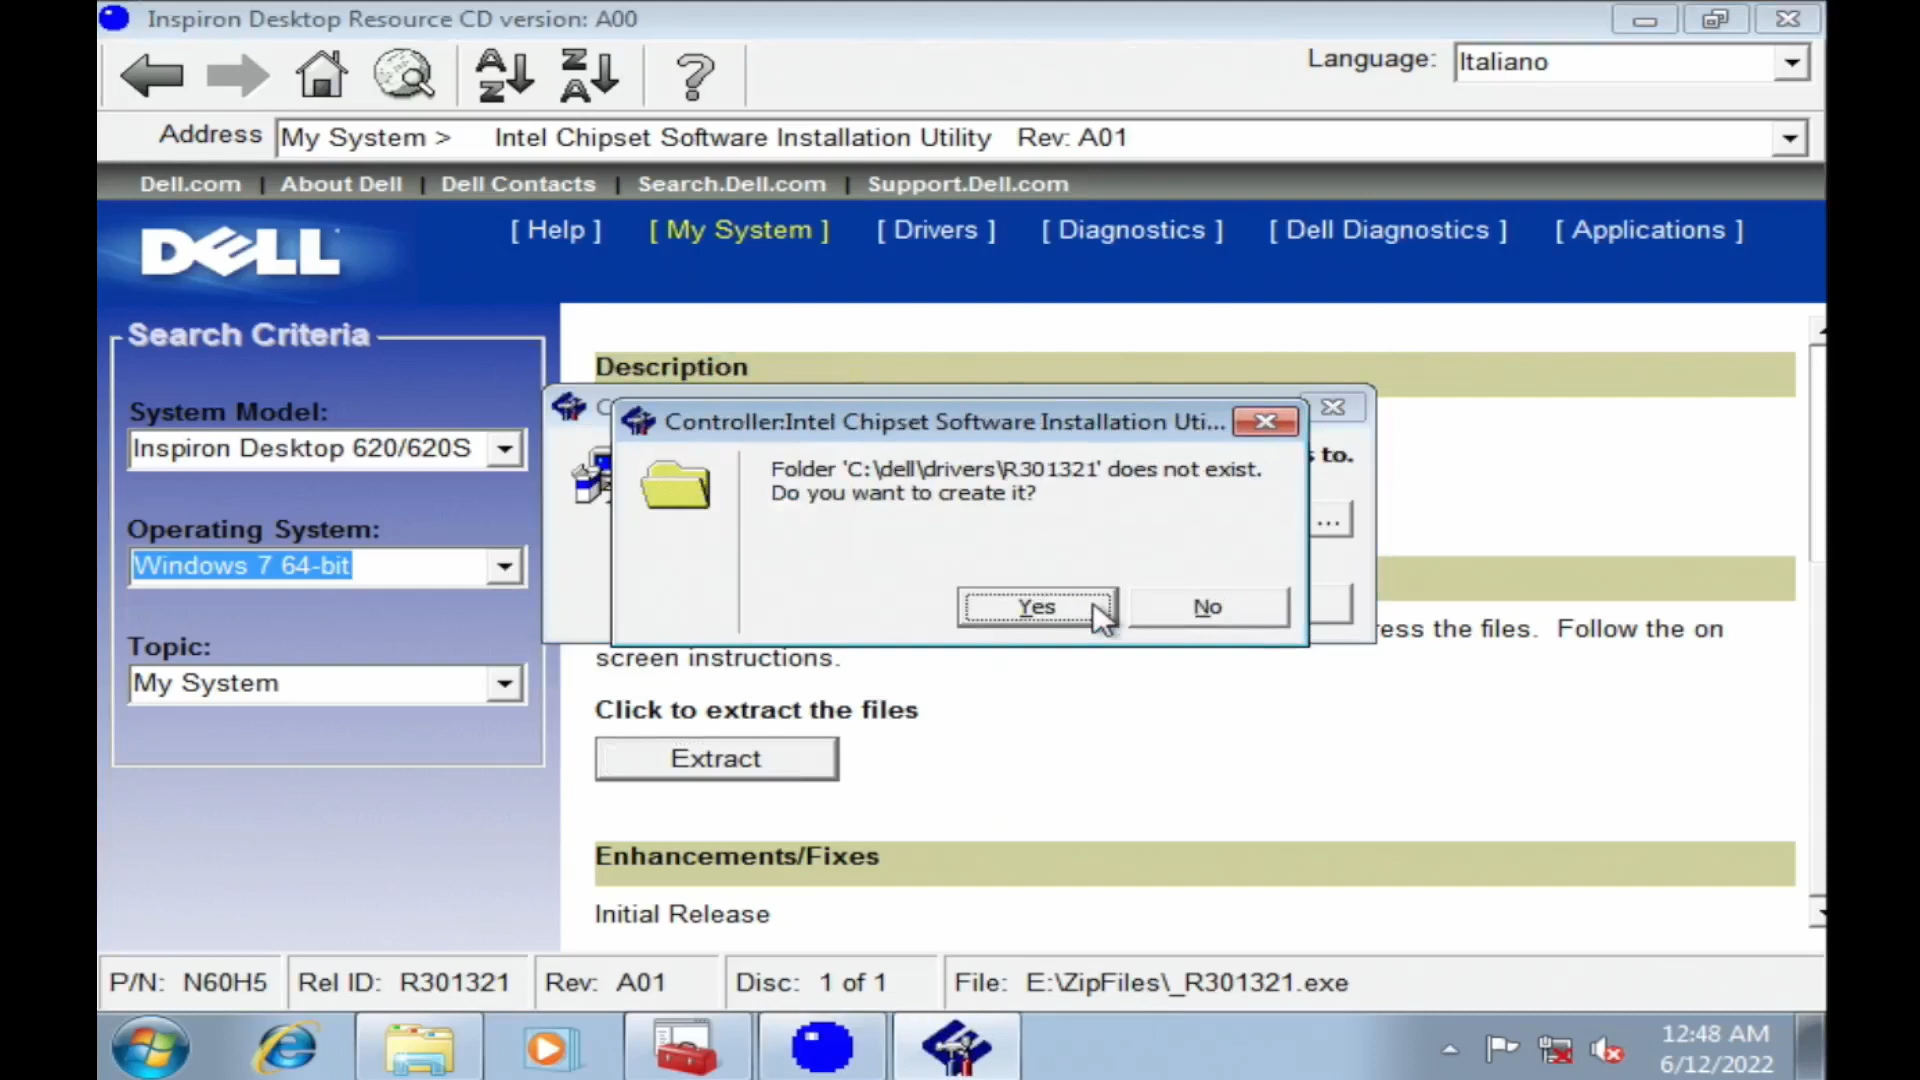 Inspiron Desktop Resource CD version: A00
A Z
Z A
?
Language: Italiano
Address My System > Intel Chipset Software Installation Utility Rev: A01
Dell.com | About Dell | Dell Contacts | Search.Dell.com | Support.Dell.com
DELL
[ Help ] [ My System ] [ Drivers ] [ Diagnostics ] [ Dell Diagnostics ] [ Applications ]
Search Criteria
System Model:
Inspiron Desktop 620/620S
Operating System:
Windows 7 64-bit
Topic:
My System
Description
C
s to.
...
Controller:Intel Chipset Software Installation Uti...
Folder 'C:\dell\drivers\R301321' does not exist.
Do you want to create it?
Yes No
ress the files. Follow the on
screen instructions.
Click to extract the files
Extract
Enhancements/Fixes
Initial Release
P/N: N60H5 Rel ID: R301321 Rev: A01 Disc: 1 of 1 File: E:\ZipFiles\_R301321.exe
12:48 AM
6/12/2022